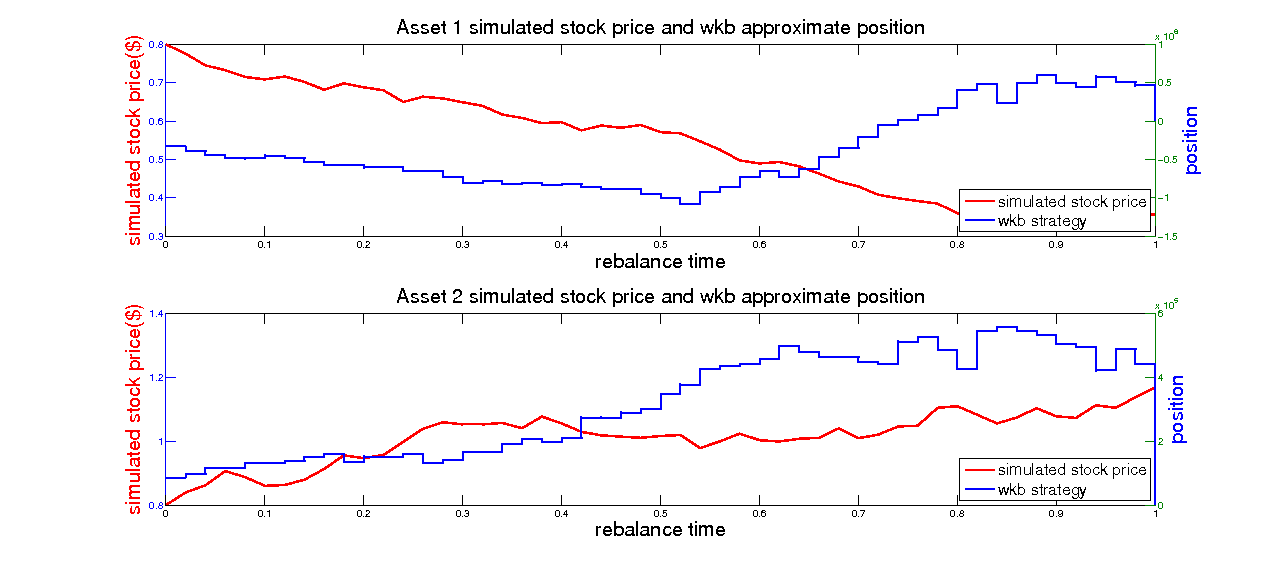 Asset 1 simulated stock price and wkb approximate position
x 10^6
simulated stock price($)
0.8
0.7
0.6
0.5
0.4
0.3
1
0.5
0
-0.5
-1
-1.5
position
simulated stock price
wkb strategy
0 0.1 0.2 0.3 0.4 0.5 0.6 0.7 0.8 0.9 1
rebalance time
Asset 2 simulated stock price and wkb approximate position
simulated stock price($)
1.4
1.2
1
0.8
6
4
2
0
position
simulated stock price
wkb strategy
0 0.1 0.2 0.3 0.4 0.5 0.6 0.7 0.8 0.9 1
rebalance time